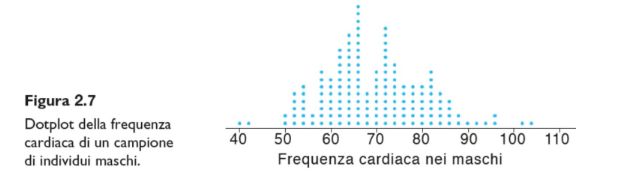 Figura 2.7
Dotplot della frequenza
cardiaca di un campione
di individui maschi.
40 50 60 70 80 90 100 110
Frequenza cardiaca nei maschi